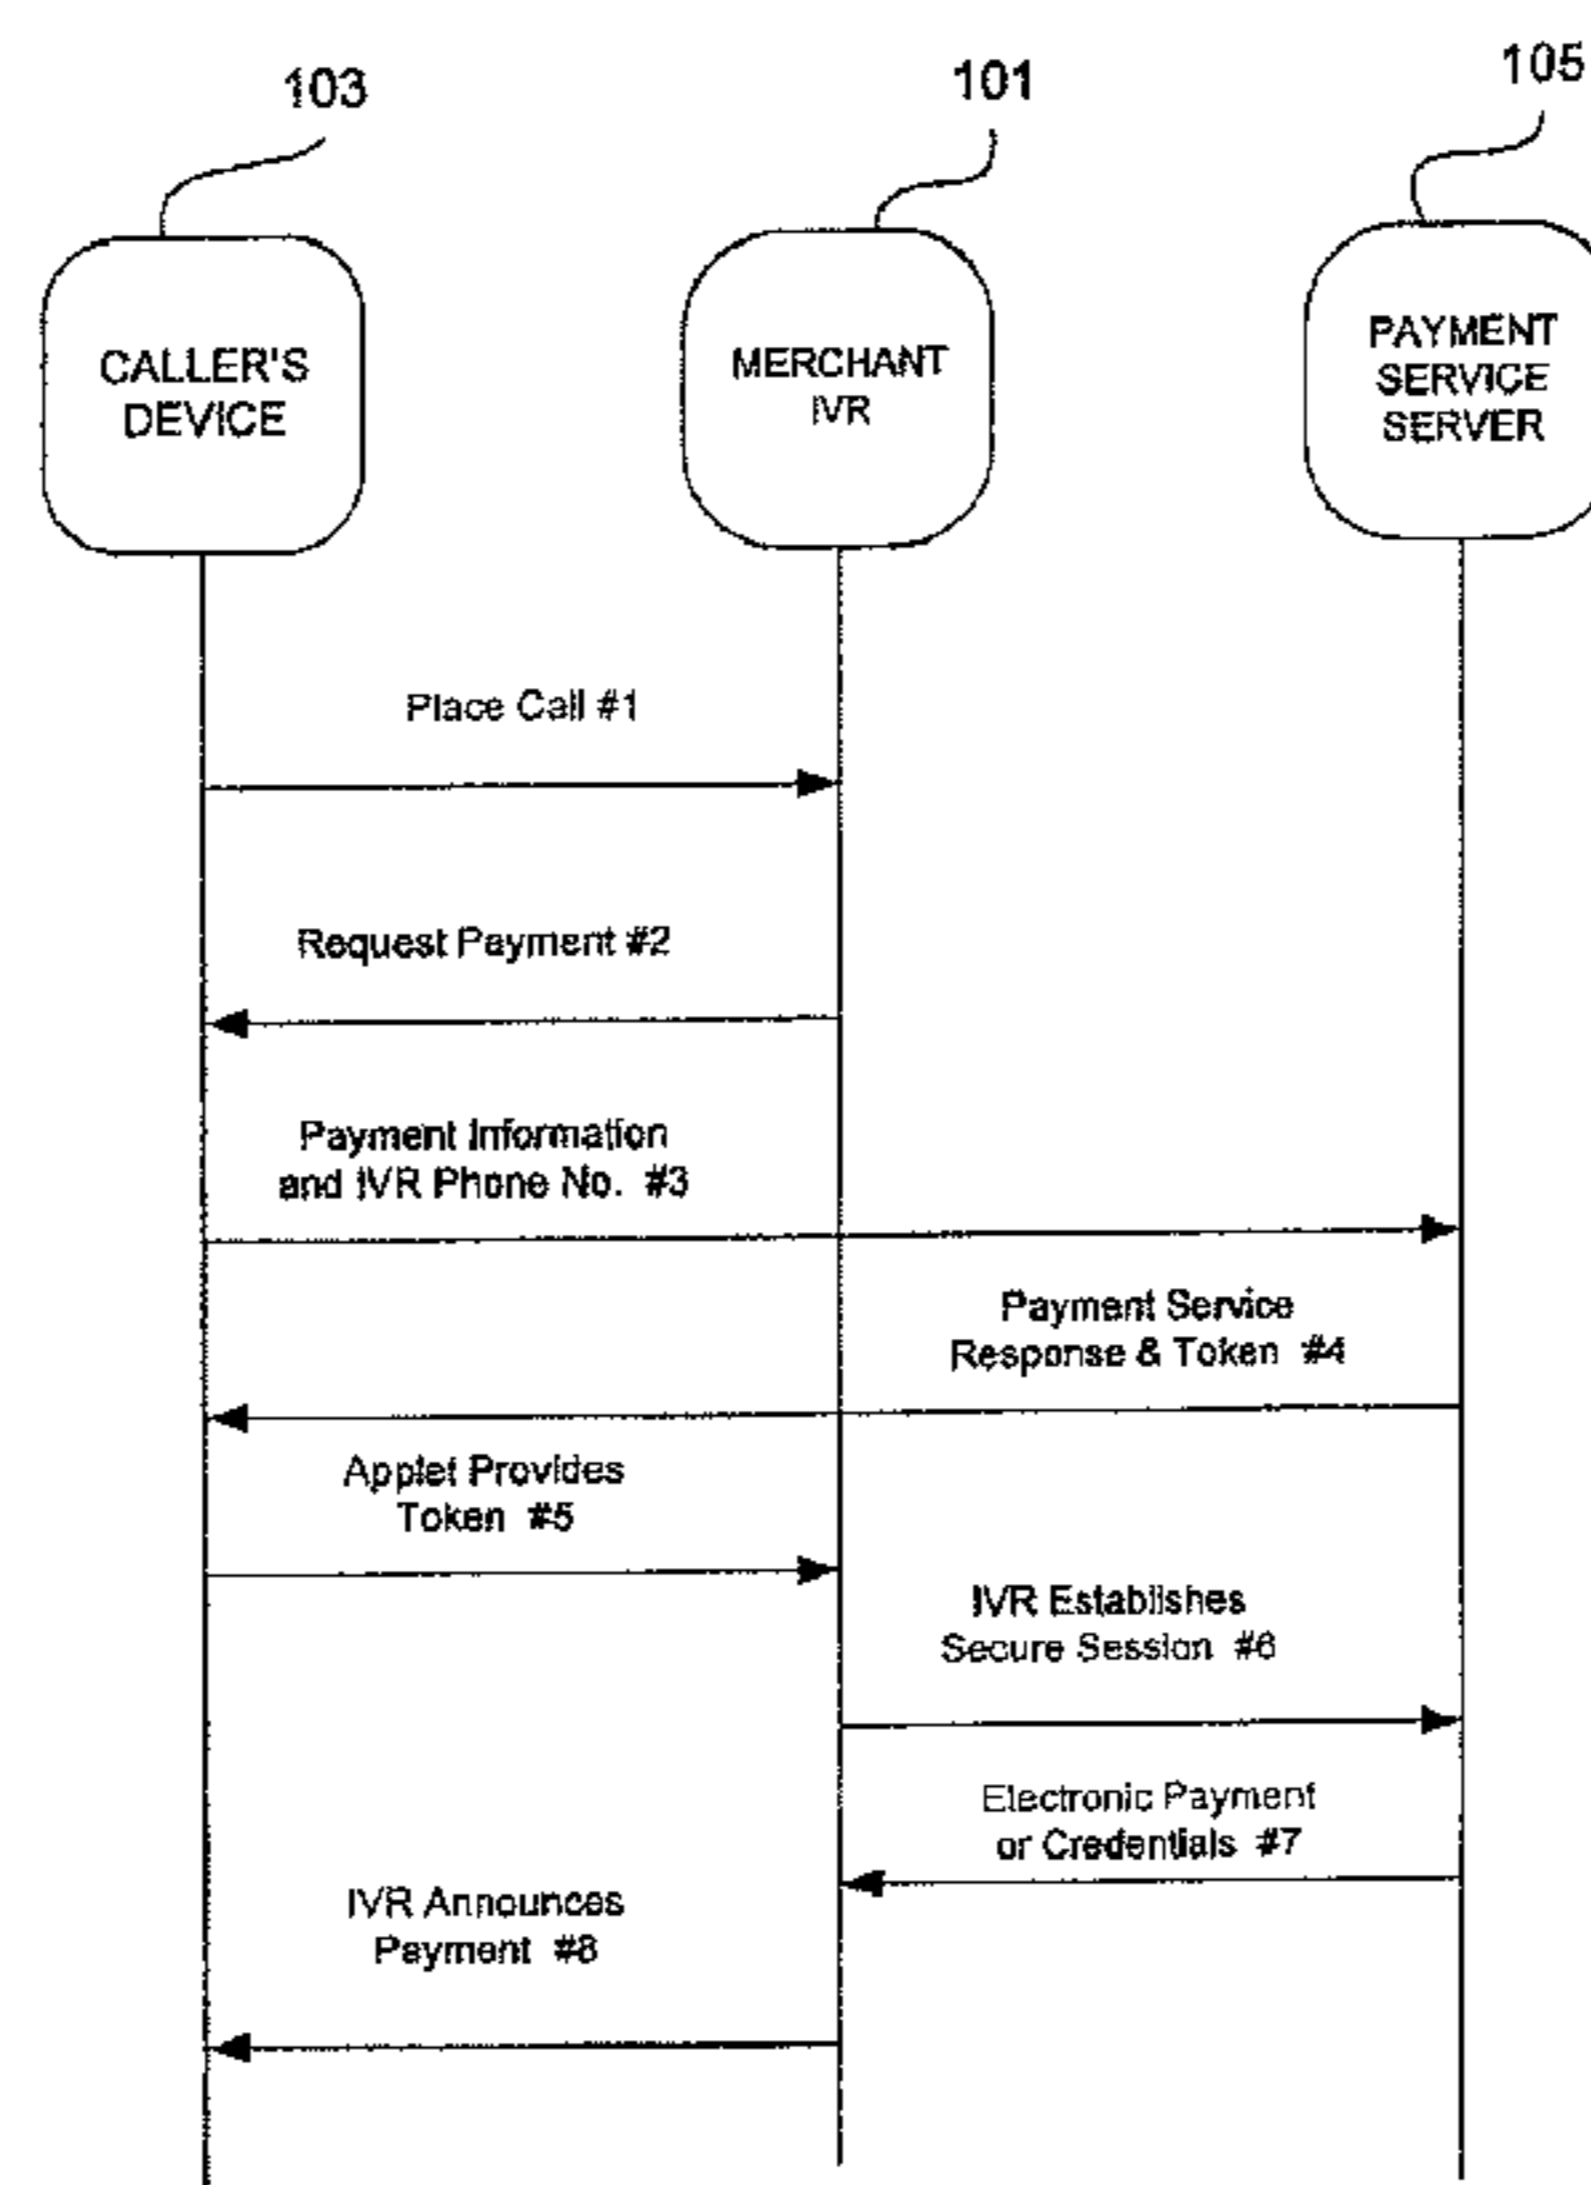 103
101
105
CALLER'S
DEVICE
MERCHANT
IVR
PAYMENT
SERVICE
SERVER
Place Call #1
Request Payment #2
Payment Information
and IVR Phone No. #3
Payment Service
Response & Token #4
Applet Provides
Token #5
IVR Establishes
Secure Session #6
Electronic Payment
or Credentials #7
IVR Announces
Payment #8